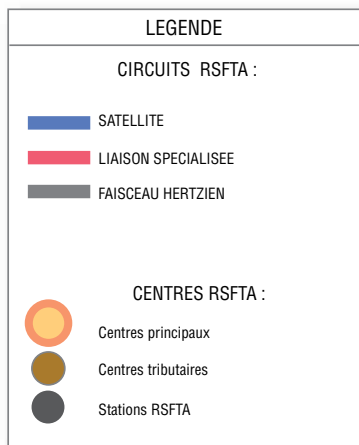 LEGENDE
CIRCUITS RSFTA :
SATELLITE
LIAISON SPECIALISEE
FAISCEAU HERTZIEN
CENTRES RSFTA :
Centres principaux
Centres tributaires
Stations RSFTA